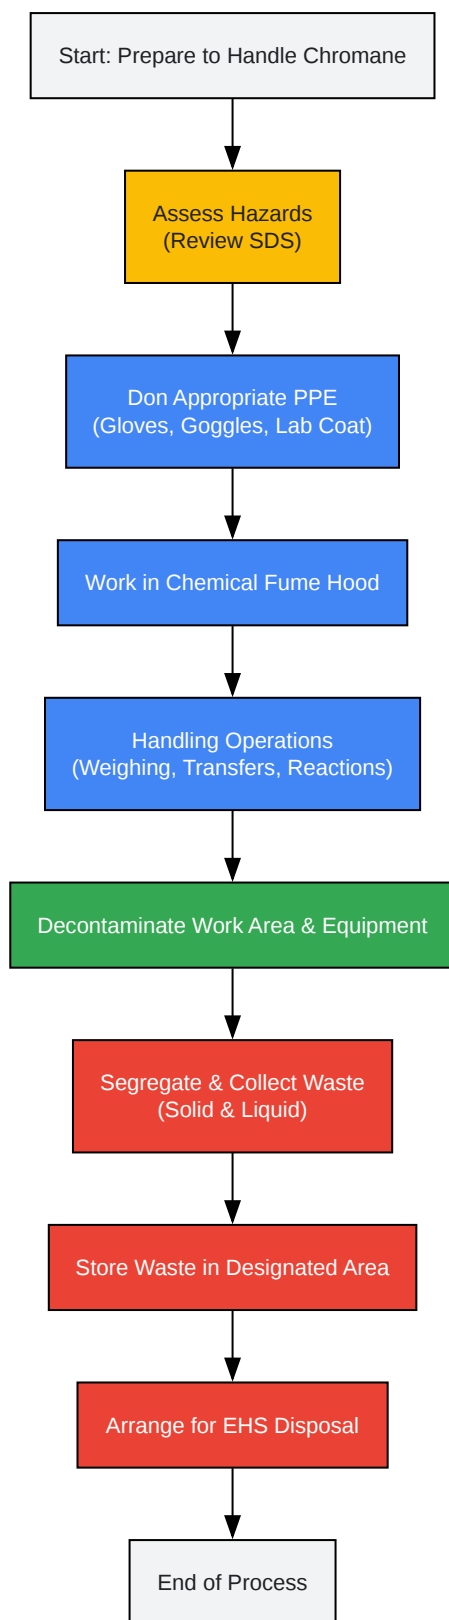 Start: Prepare to Handle Chromane
Assess Hazards
(Review SDS)
Don Appropriate PPE
(Gloves, Goggles, Lab Coat)
Work in Chemical Fume Hood
Handling Operations
(Weighing, Transfers, Reactions)
Decontaminate Work Area & Equipment
Segregate & Collect Waste
(Solid & Liquid)
Store Waste in Designated Area
Arrange for EHS Disposal
End of Process